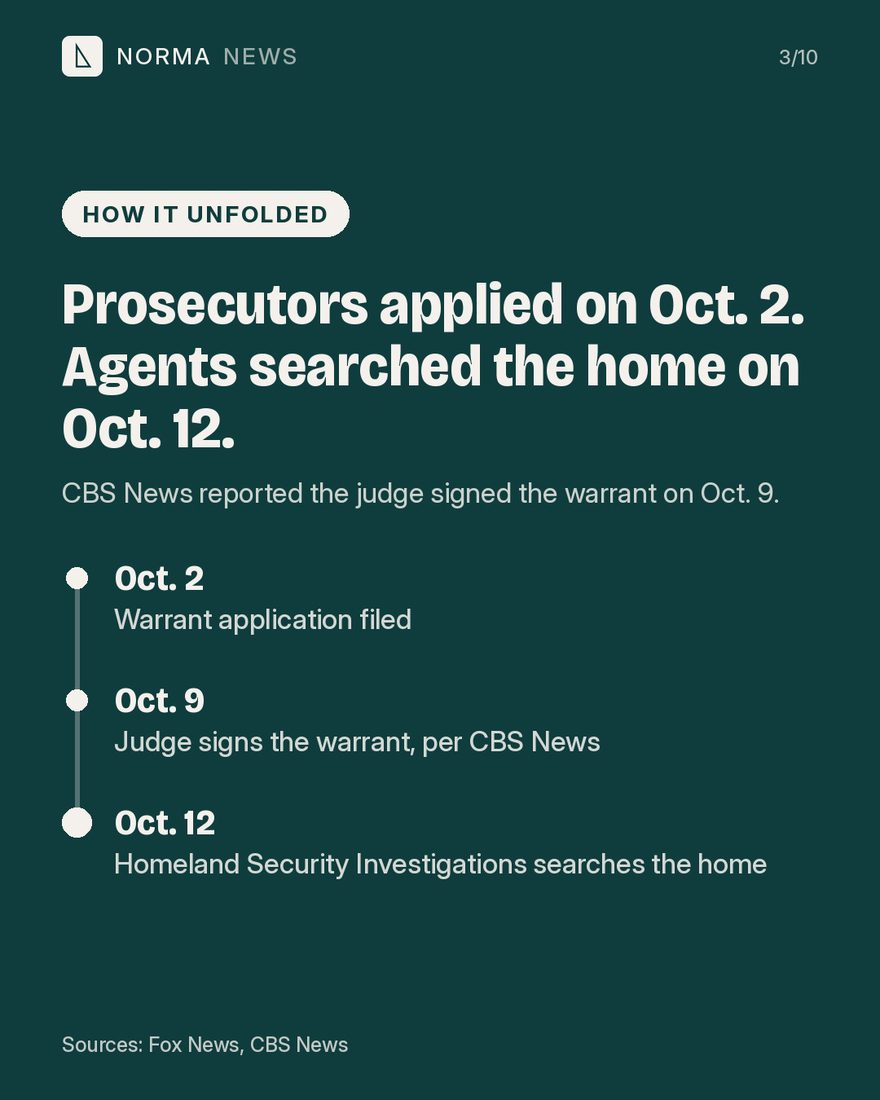 NORMA NEWS
3/10
HOW IT UNFOLDED
Prosecutors applied on Oct. 2.
Agents searched the home on
Oct. 12.
CBS News reported the judge signed the warrant on Oct. 9.
Oct. 2
Warrant application filed
Oct. 9
Judge signs the warrant, per CBS News
Oct. 12
Homeland Security Investigations searches the home
Sources: Fox News, CBS News